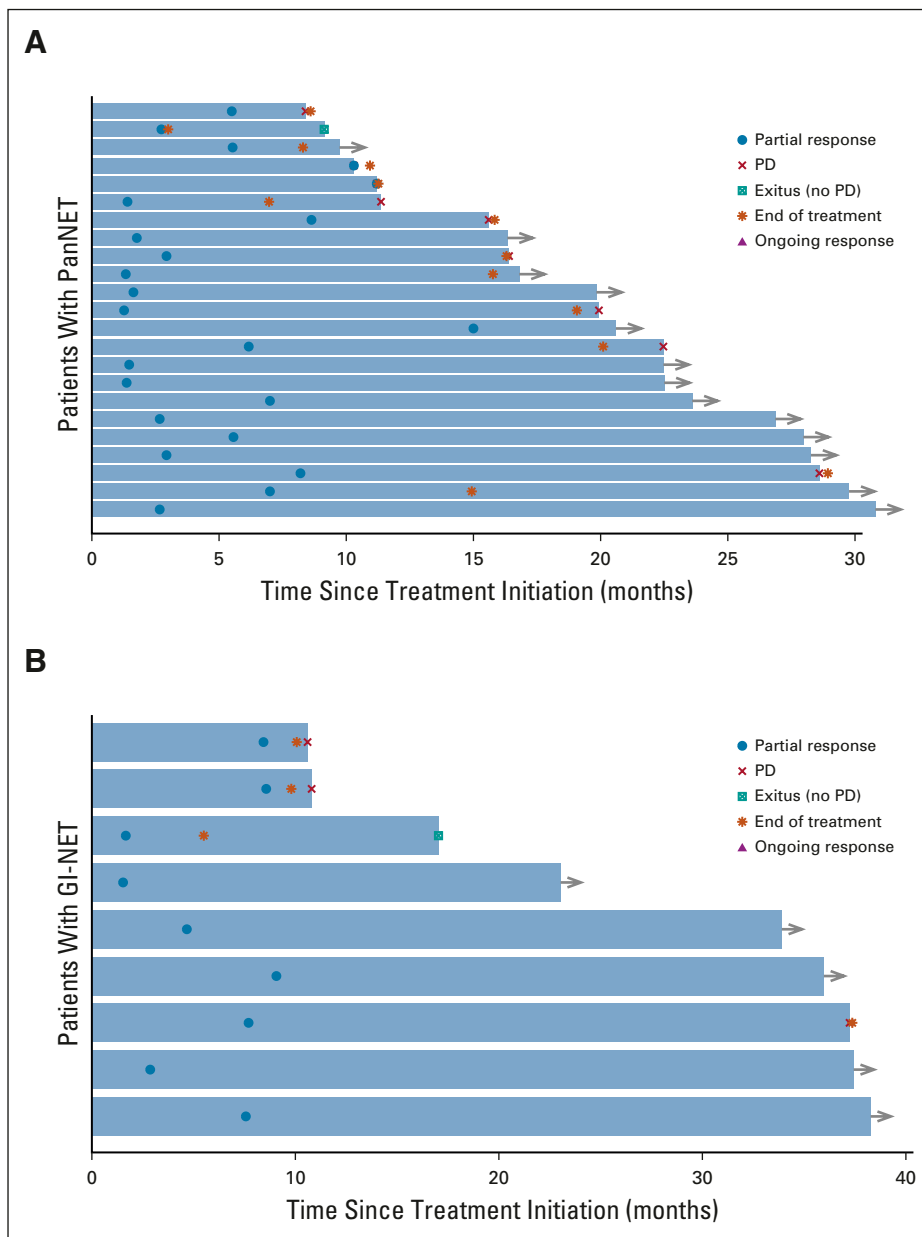 A
Patients With PanNET
Partial response
PD
Exitus (no PD)
End of treatment
Ongoing response
0 5 10 15 20 25 30
Time Since Treatment Initiation (months)
B
Patients With GI-NET
Partial response
PD
Exitus (no PD)
End of treatment
Ongoing response
0 10 20 30 40
Time Since Treatment Initiation (months)